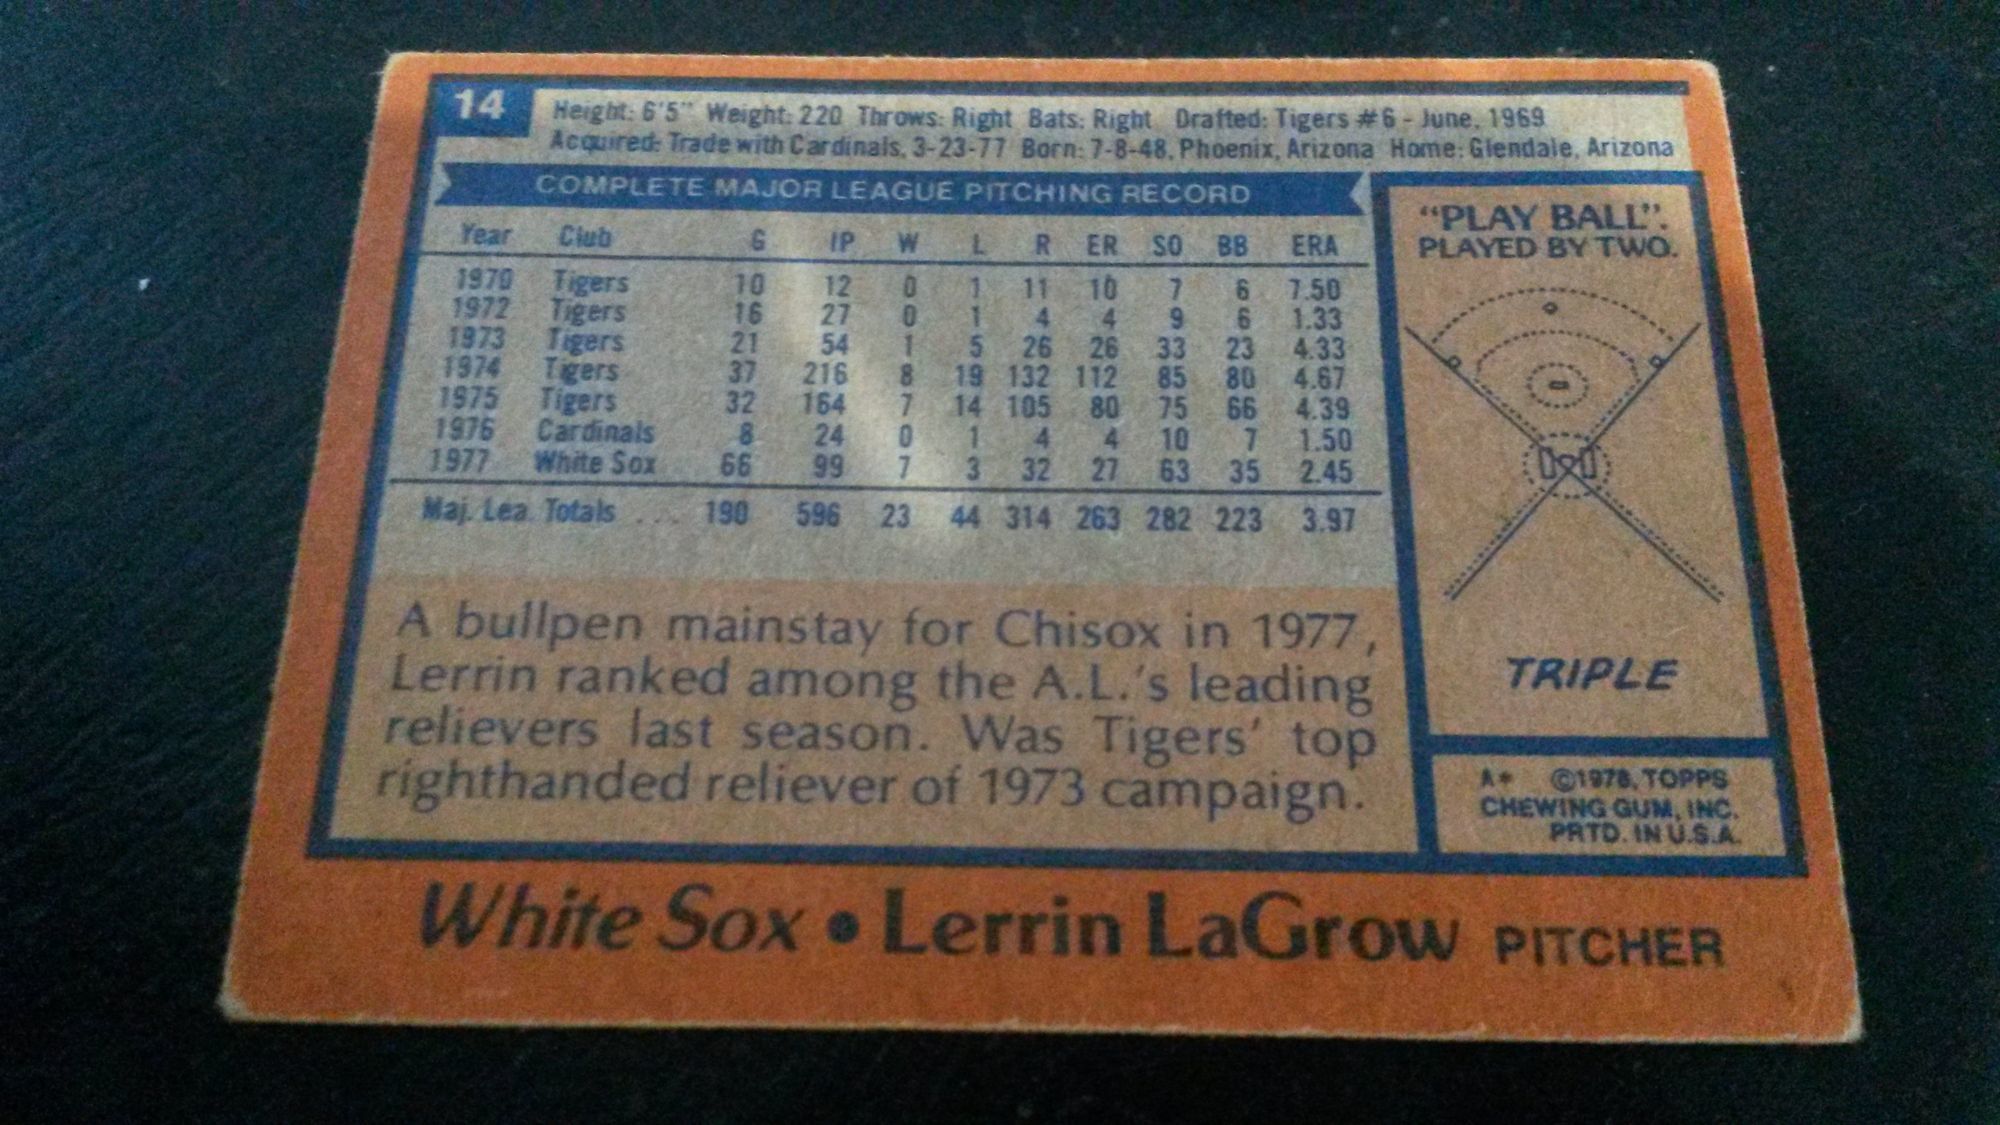 14
Height: 6'5" Weight: 220 Throws: Right Bats: Right Drafted: Tigers #6 - June, 1969
Acquired: Trade with Cardinals, 3-23-77 Born: 7-8-48, Phoenix, Arizona Home: Glendale, Arizona
COMPLETE MAJOR LEAGUE PITCHING RECORD
Year Club G IP W L R ER SO BB ERA
1970 Tigers 10 12 0 1 11 10 7 6 7.50
1972 Tigers 16 27 0 1 4 4 9 6 1.33
1973 Tigers 21 54 1 5 26 26 33 23 4.33
1974 Tigers 37 216 8 19 132 112 85 80 4.67
1975 Tigers 32 164 7 14 105 80 75 66 4.39
1976 Cardinals 8 24 0 1 4 4 10 7 1.50
1977 White Sox 66 99 7 3 32 27 63 35 2.45
Maj. Lea. Totals .... 190 596 23 44 314 263 282 223 3.97
A bullpen mainstay for Chisox in 1977,
Lerrin ranked among the A.L.'s leading
relievers last season. Was Tigers' top
righthanded reliever of 1973 campaign.
"PLAY BALL".
PLAYED BY TWO.
TRIPLE
A* ©1978, TOPPS
CHEWING GUM, INC.
PRTD. IN U.S.A.
White Sox • Lerrin LaGrow PITCHER